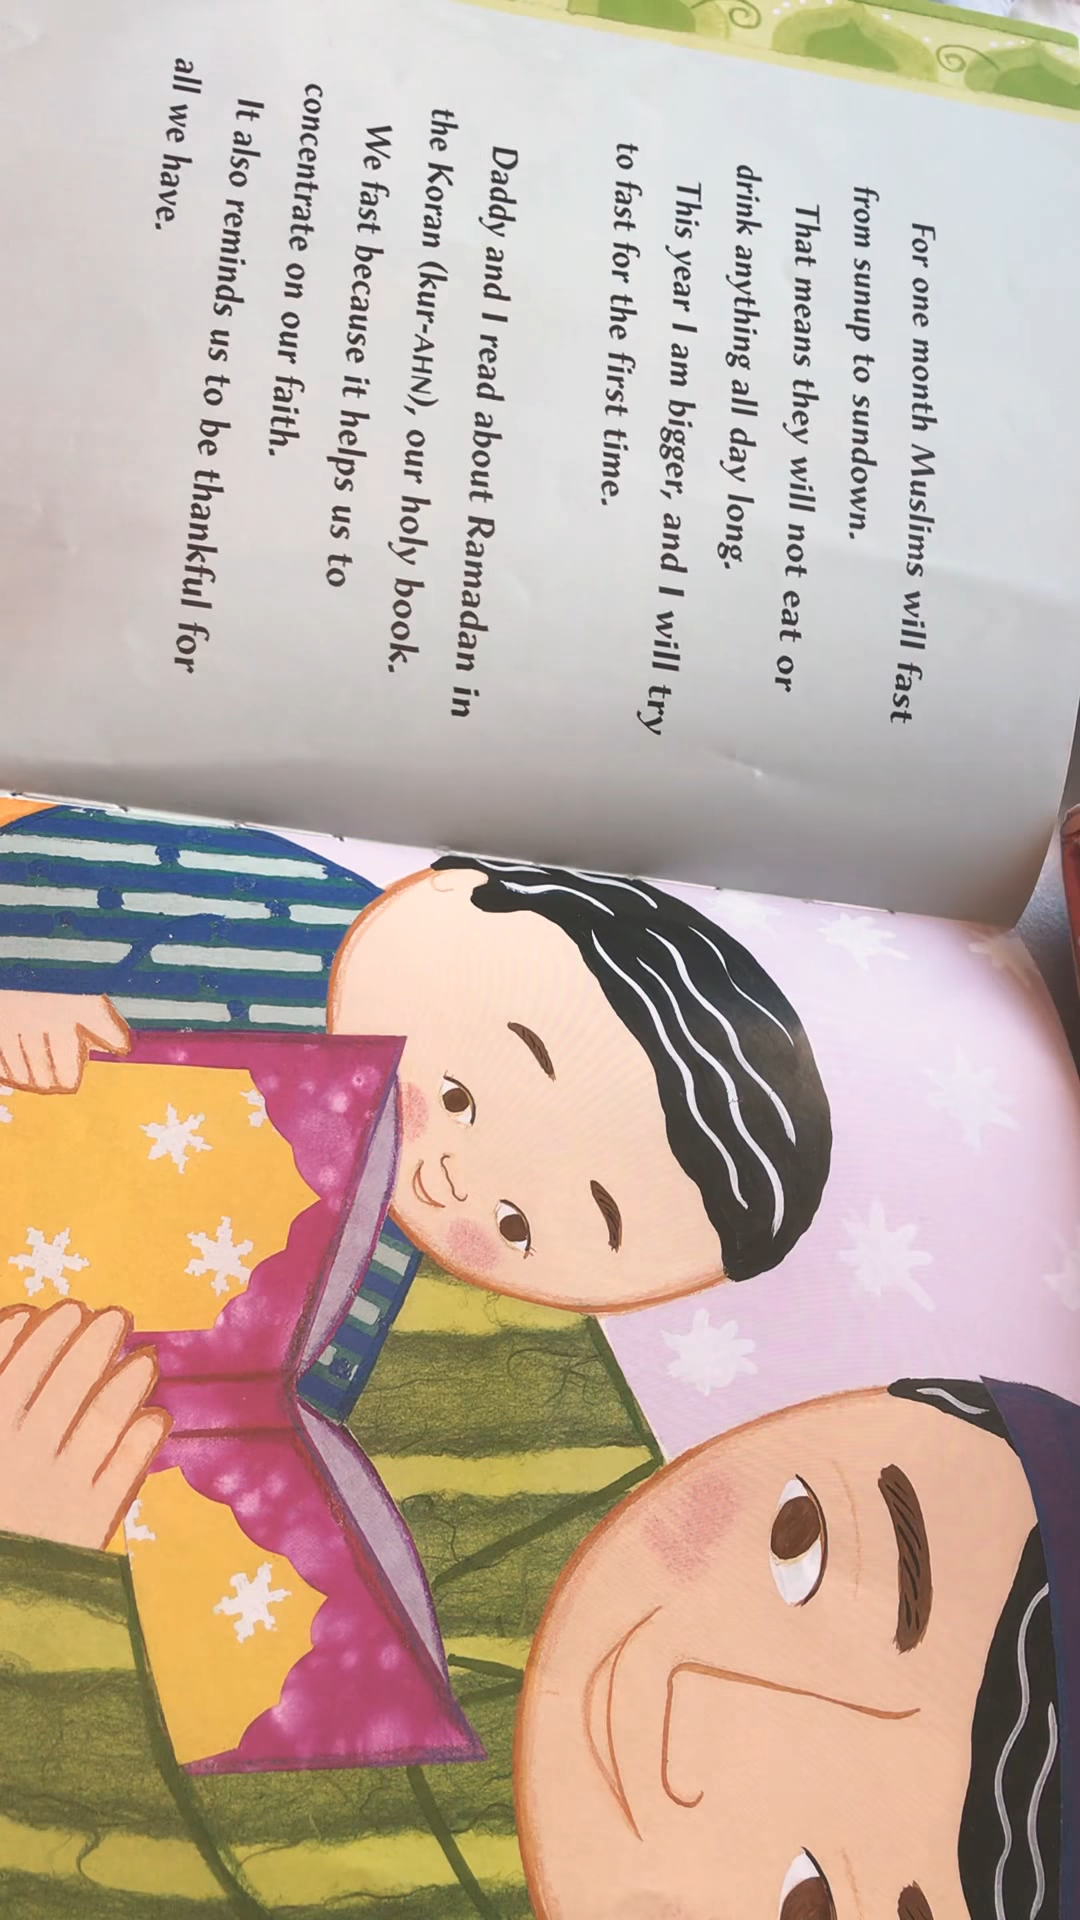 For one month Muslims will fast
from sunup to sundown.
That means they will not eat or
drink anything all day long.
This year I am bigger, and I will try
to fast for the first time.
Daddy and I read about Ramadan in
the Koran (kur-AHN), our holy book.
We fast because it helps us to
concentrate on our faith.
It also reminds us to be thankful for
all we have.